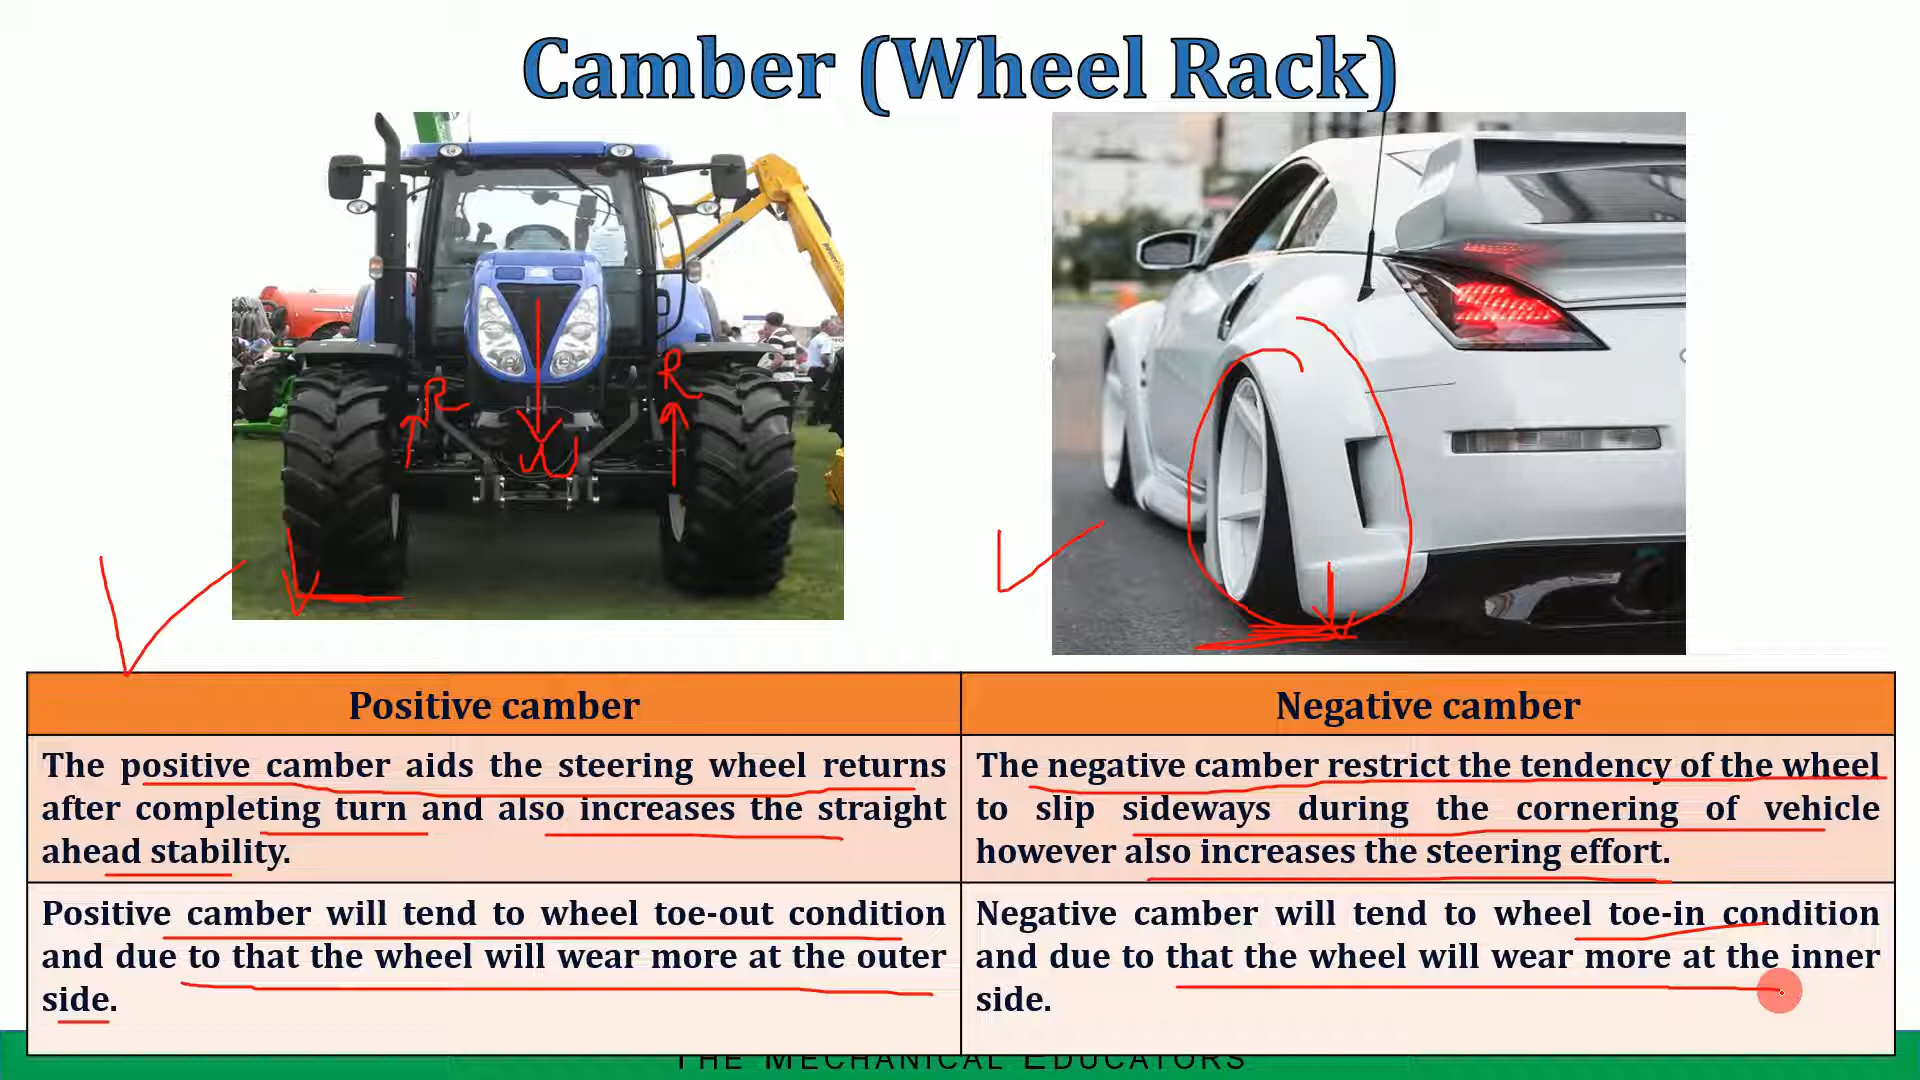 Camber (Wheel Rack)
R
R
W
Positive camber
Negative camber
The positive camber aids the steering wheel returns
after completing turn and also increases the straight
ahead stability.
The negative camber restrict the tendency of the wheel
to slip sideways during the cornering of vehicle
however also increases the steering effort.
Positive camber will tend to wheel toe-out condition
and due to that the wheel will wear more at the outer
side.
Negative camber will tend to wheel toe-in condition
and due to that the wheel will wear more at the inner
side.
THE MECHANICAL EDUCATORS